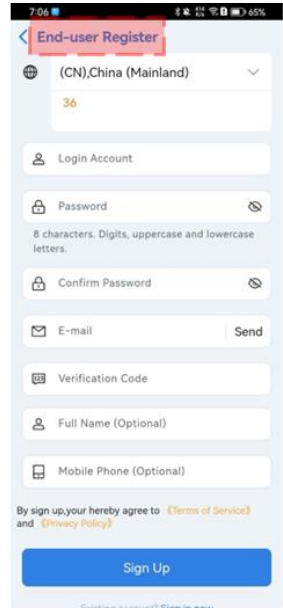 7:06
65%
End-user Register
(CN),China (Mainland)
36
Login Account
Password
8 characters. Digits, uppercase and lowercase
letters.
Confirm Password
E-mail
Send
Verification Code
Full Name (Optional)
Mobile Phone (Optional)
By sign up,your hereby agree to 《Terms of Service》
and 《Privacy Policy》
Sign Up
Existing account? Sign in now